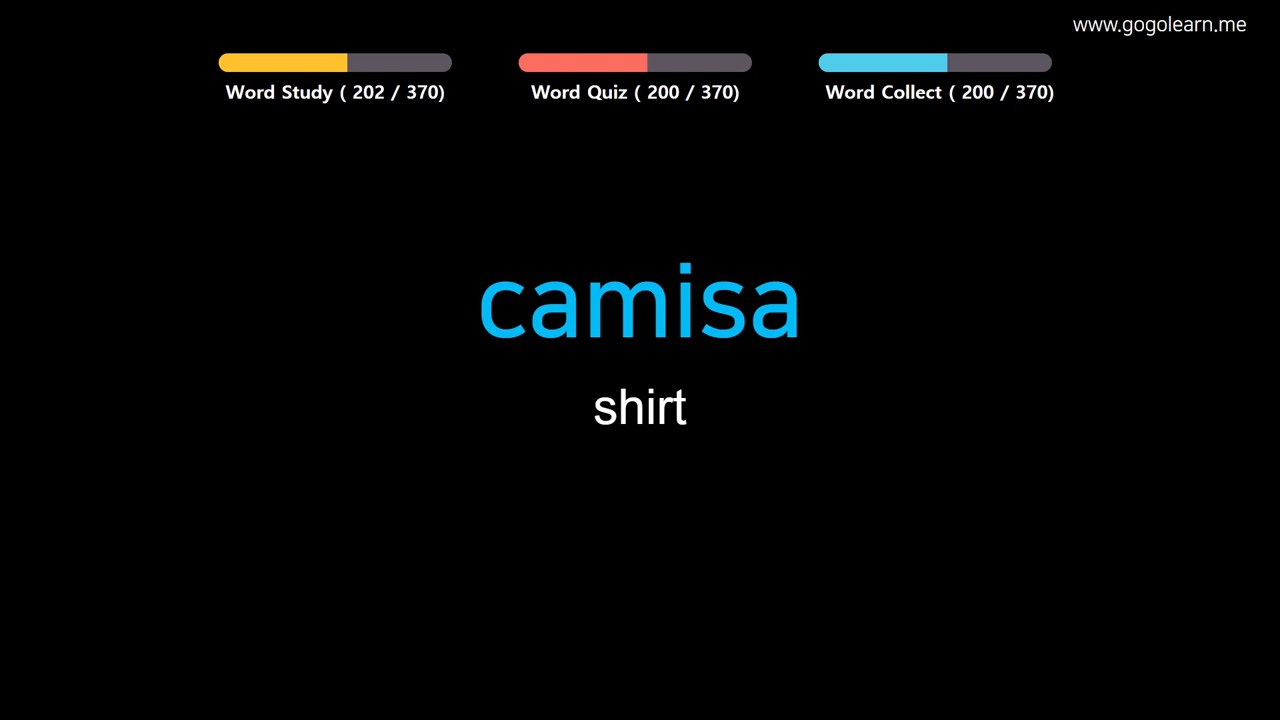 www.gogolearn.me
Word Study ( 202 / 370)
Word Quiz ( 200 / 370)
Word Collect ( 200 / 370)
camisa
shirt